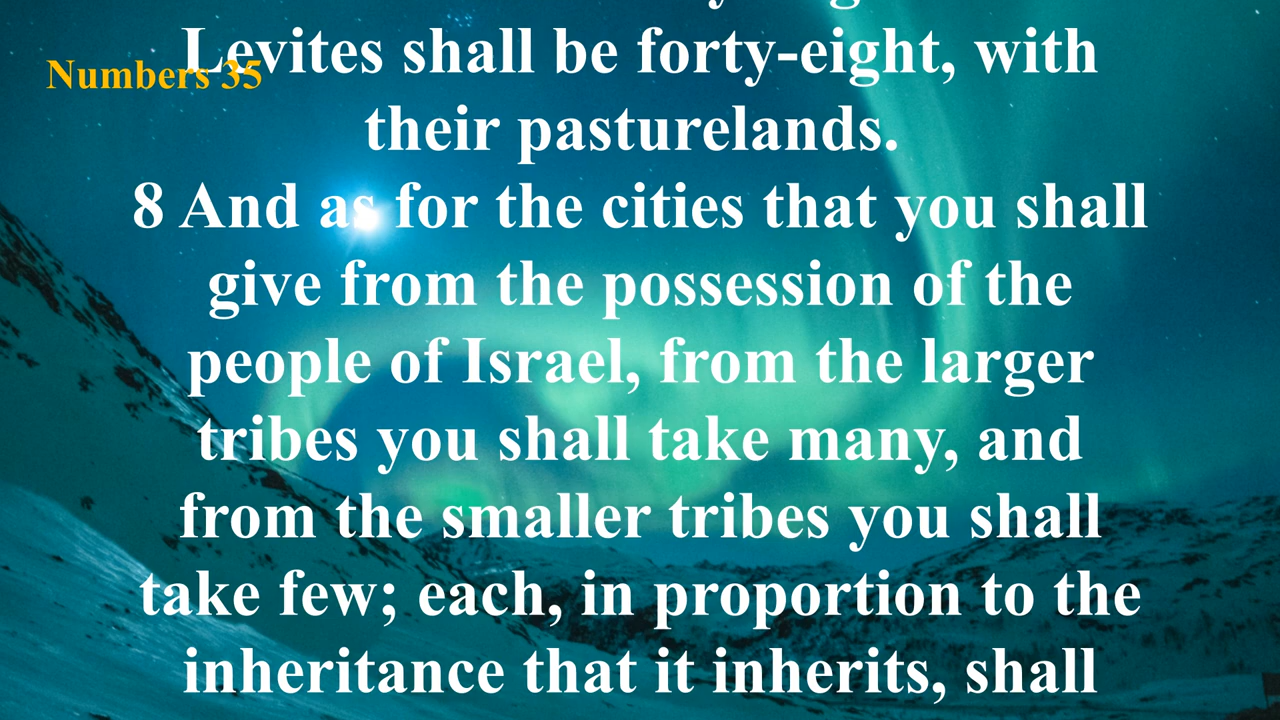 Levites shall be forty-eight, with
Numbers 35
their pasturelands.
8 And as for the cities that you shall
give from the possession of the
people of Israel, from the larger
tribes you shall take many, and
from the smaller tribes you shall
take few; each, in proportion to the
inheritance that it inherits, shall